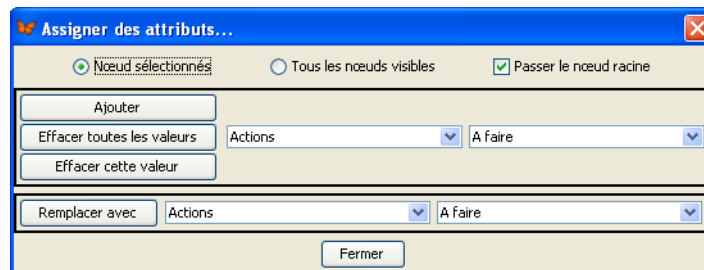 Assigner des attributs...
Nœud sélectionnés Tous les nœuds visibles Passer le nœud racine
Ajouter
Effacer toutes les valeurs Actions A faire
Effacer cette valeur
Remplacer avec Actions A faire
Fermer